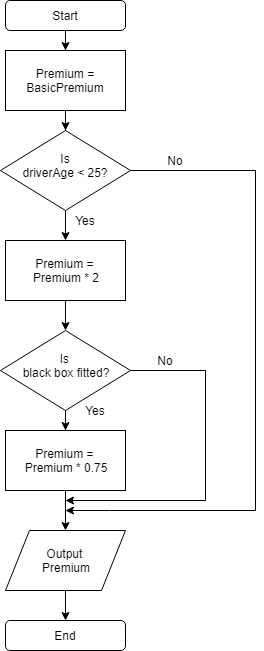 Start
Premium =
BasicPremium
Is
driverAge < 25?
No
Yes
Premium =
Premium * 2
Is
black box fitted?
No
Yes
Premium =
Premium * 0.75
Output
Premium
End